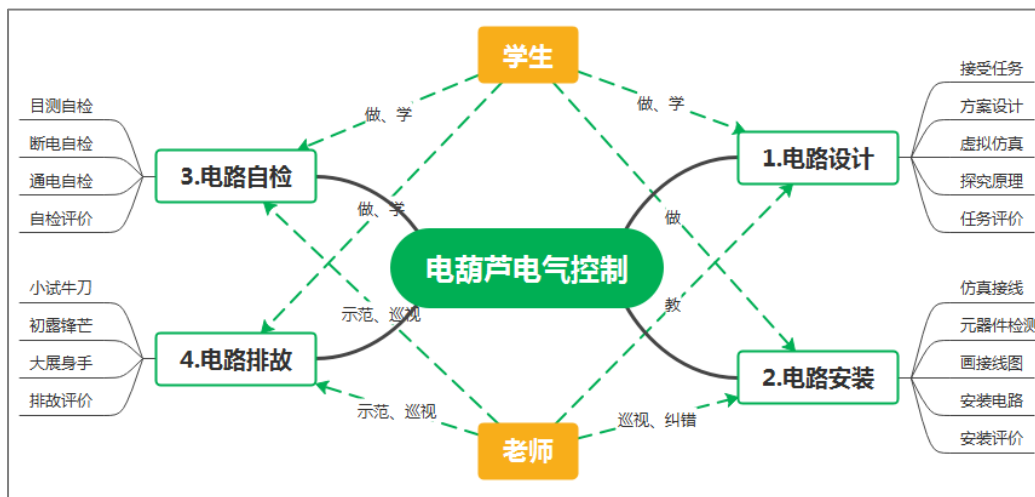 学生
接受任务
方案设计
虚拟仿真
探究原理
任务评价
目测自检
断电自检
通电自检
自检评价
做、学
做、学
1.电路设计
3.电路自检
做、学
做
电葫芦电气控制
小试牛刀
初露锋芒
大展身手
排故评价
示范、巡视
教
仿真接线
元器件检测
画接线图
安装电路
安装评价
4.电路排故
2.电路安装
示范、巡视
巡视、纠错
老师